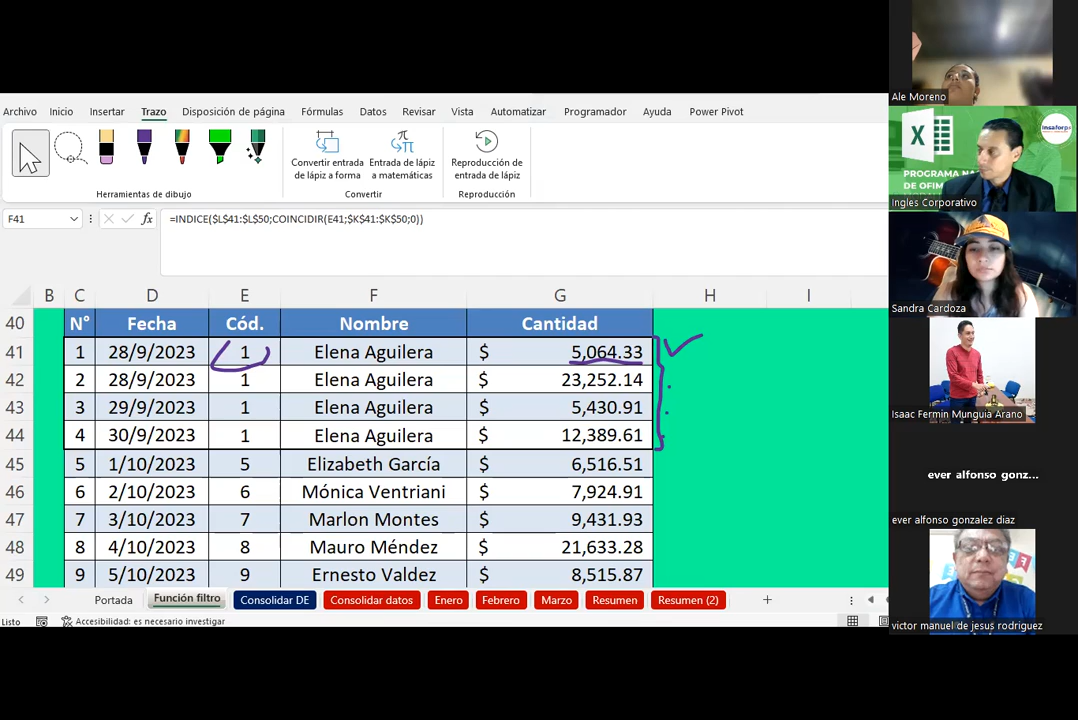 Archivo Inicio Insertar Trazo Disposición de página Fórmulas Datos Revisar Vista Automatizar Programador Ayuda Power Pivot
Convertir entrada de lápiz a forma
Entrada de lápiz a matemáticas
Reproducción de entrada de lápiz
Herramientas de dibujo Convertir Reproducción
F41 fx =INDICE($L$41:$L$50;COINCIDIR(E41;$K$41:$K$50;0))
B C D E F G H I
40 N° Fecha Cód. Nombre Cantidad
41 1 28/9/2023 1 Elena Aguilera $ 5,064.33
42 2 28/9/2023 1 Elena Aguilera $ 23,252.14
43 3 29/9/2023 1 Elena Aguilera $ 5,430.91
44 4 30/9/2023 1 Elena Aguilera $ 12,389.61
45 5 1/10/2023 5 Elizabeth García $ 6,516.51
46 6 2/10/2023 6 Mónica Ventriani $ 7,924.91
47 7 3/10/2023 7 Marlon Montes $ 9,431.93
48 8 4/10/2023 8 Mauro Méndez $ 21,633.28
49 9 5/10/2023 9 Ernesto Valdez $ 8,515.87
Portada Función filtro Consolidar DE Consolidar datos Enero Febrero Marzo Resumen Resumen (2)
Listo Accesibilidad: es necesario investigar
Ale Moreno
X
insaforp
PROGRAMA NA
DE OFIM
Ingles Corporativo
Sandra Cardoza
Isaac Fermin Munguia Arano
ever alfonso gonz...
ever alfonso gonzalez diaz
victor manuel de jesus rodriguez